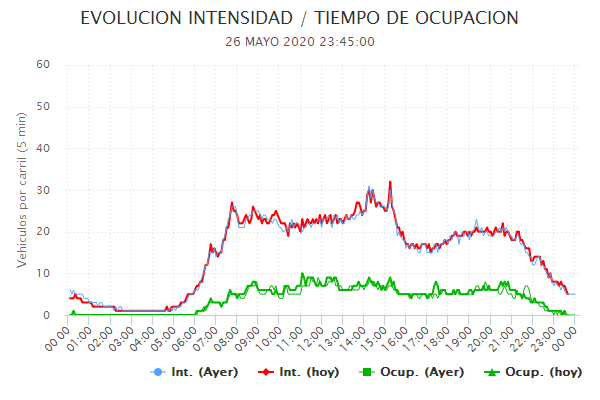 EVOLUCION INTENSIDAD / TIEMPO DE OCUPACION
26 MAYO 2020 23:45:00
Vehiculos por carril (5 min)
60
50
40
30
20
10
0
00:00 01:00 02:00 03:00 04:00 05:00 06:00 07:00 08:00 09:00 10:00 11:00 12:00 13:00 14:00 15:00 16:00 17:00 18:00 19:00 20:00 21:00 22:00 23:00 00:00
Int. (Ayer) Int. (hoy) Ocup. (Ayer) Ocup. (hoy)